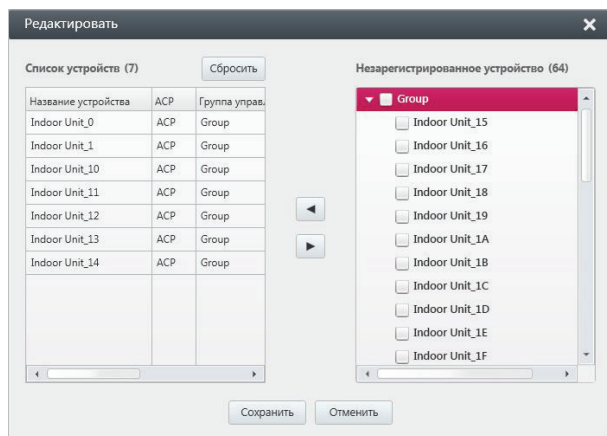 Редактировать
Список устройств (7)
Сбросить
Незарегистрированное устройство (64)
Название устройства ACP Группа управ.
Indoor Unit_0 ACP Group
Indoor Unit_1 ACP Group
Indoor Unit_10 ACP Group
Indoor Unit_11 ACP Group
Indoor Unit_12 ACP Group
Indoor Unit_13 ACP Group
Indoor Unit_14 ACP Group
Group
Indoor Unit_15
Indoor Unit_16
Indoor Unit_17
Indoor Unit_18
Indoor Unit_19
Indoor Unit_1A
Indoor Unit_1B
Indoor Unit_1C
Indoor Unit_1D
Indoor Unit_1E
Indoor Unit_1F
Сохранить Отменить